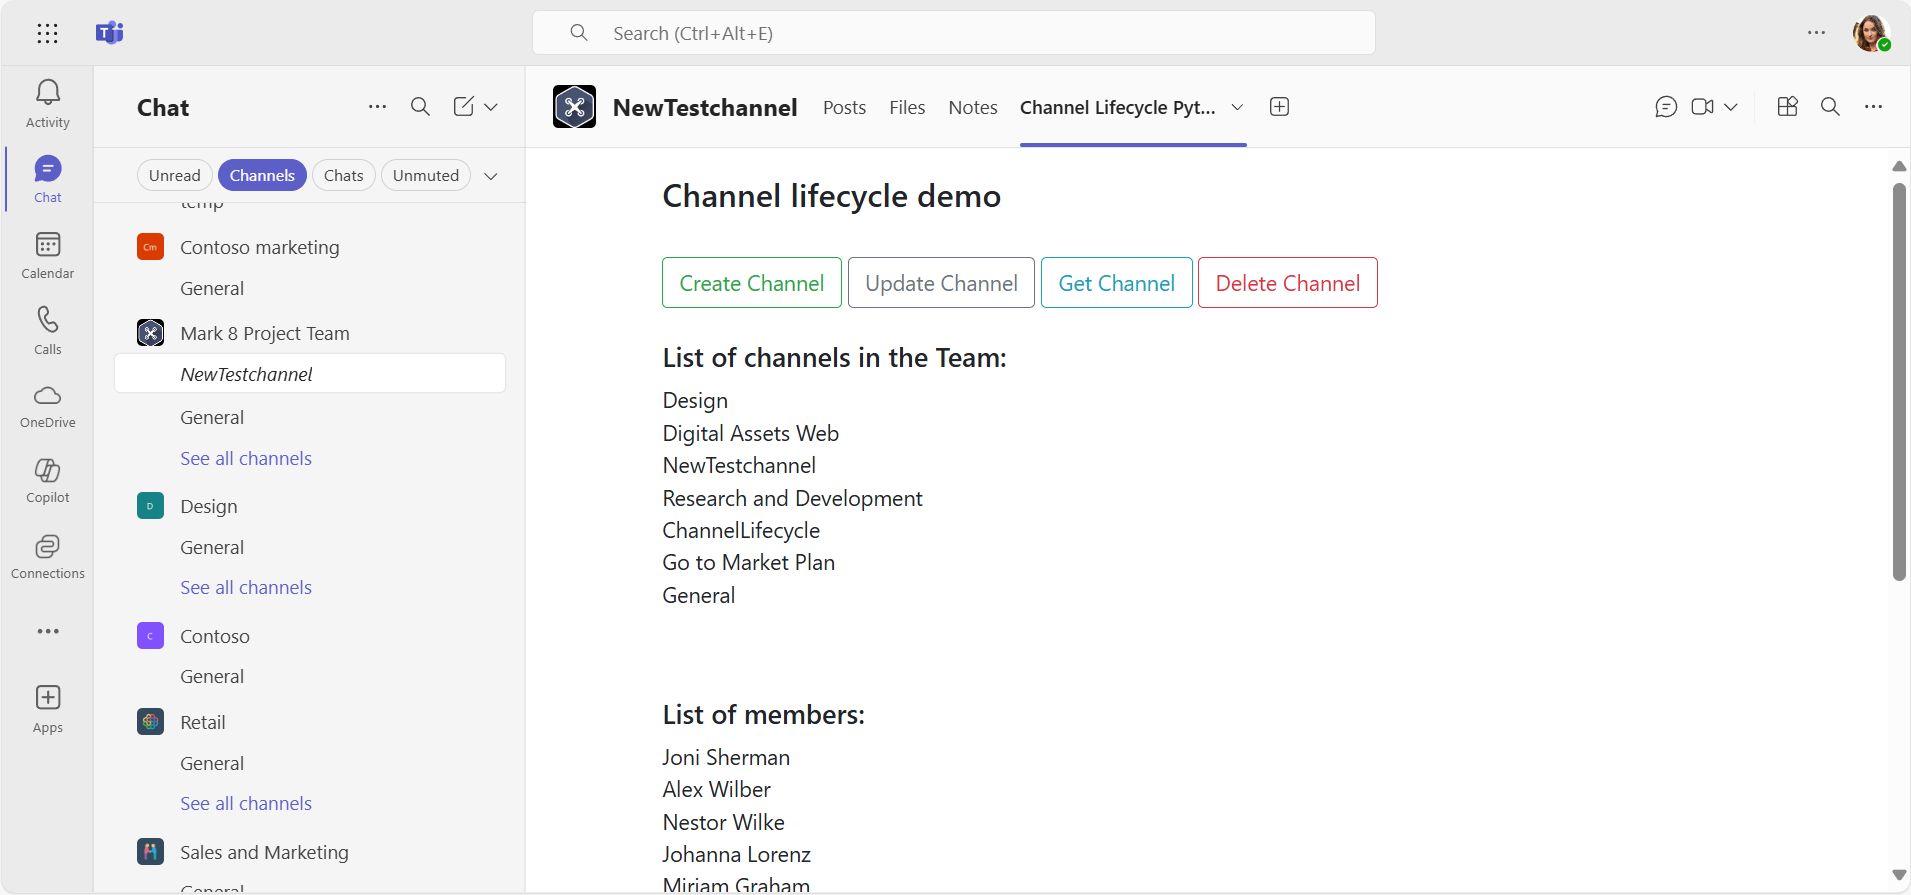 Search (Ctrl+Alt+E)
Activity
Chat
Calendar
Calls
OneDrive
Copilot
Connections
Apps
Chat
Unread
Channels
Chats
Unmuted
temp
Cm
Contoso marketing
General
Mark 8 Project Team
NewTestchannel
General
See all channels
D
Design
General
See all channels
C
Contoso
General
Retail
General
See all channels
Sales and Marketing
General
NewTestchannel
Posts
Files
Notes
Channel Lifecycle Pyt...
Channel lifecycle demo
Create Channel
Update Channel
Get Channel
Delete Channel
List of channels in the Team:
Design
Digital Assets Web
NewTestchannel
Research and Development
ChannelLifecycle
Go to Market Plan
General
List of members:
Joni Sherman
Alex Wilber
Nestor Wilke
Johanna Lorenz
Miriam Graham